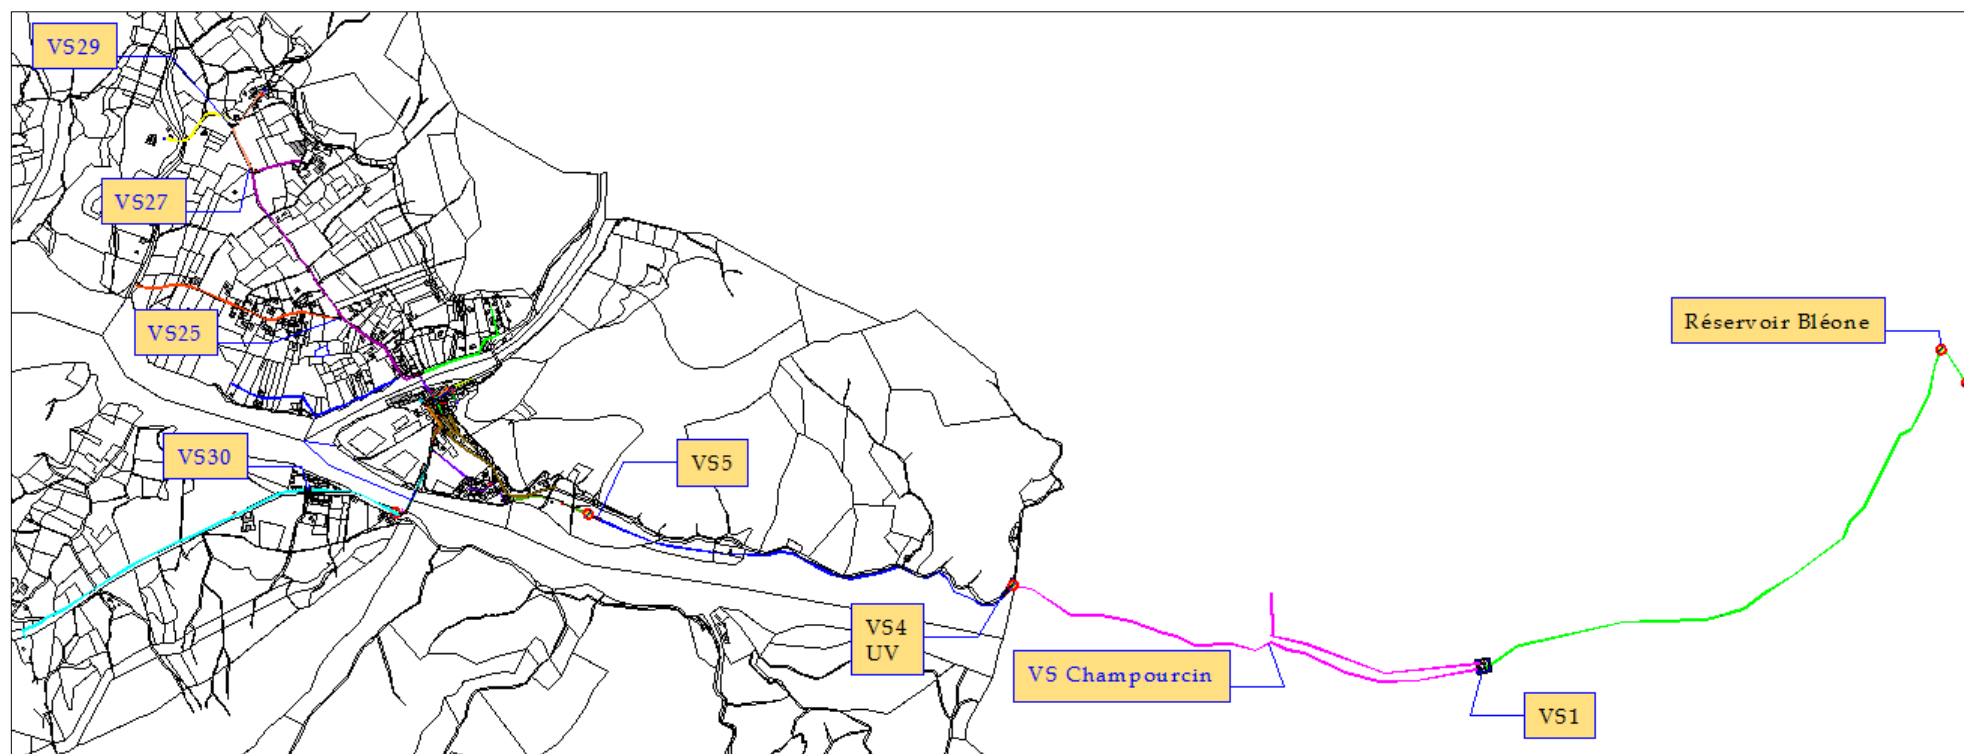 VS29
VS27
Réservoir Bléone
VS25
VS30
VS5
VS4
UV
VS Champourcin
VS1